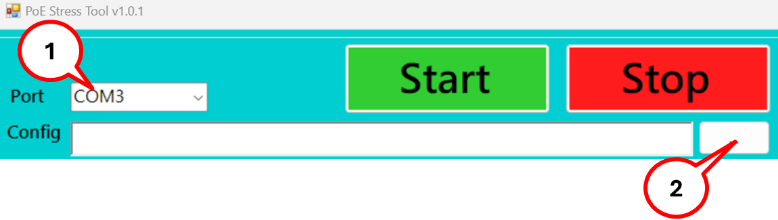 PoE Stress Tool v1.0.1
1
Start
Stop
Port
COM3
Config
2